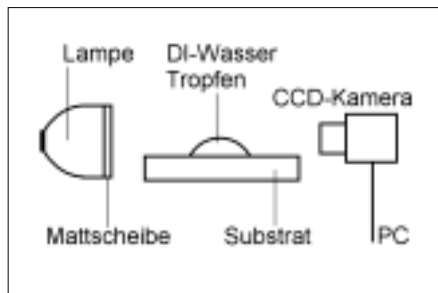 Lampe
DI-Wasser
Tropfen
CCD-Kamera
Mattscheibe
Substrat
PC